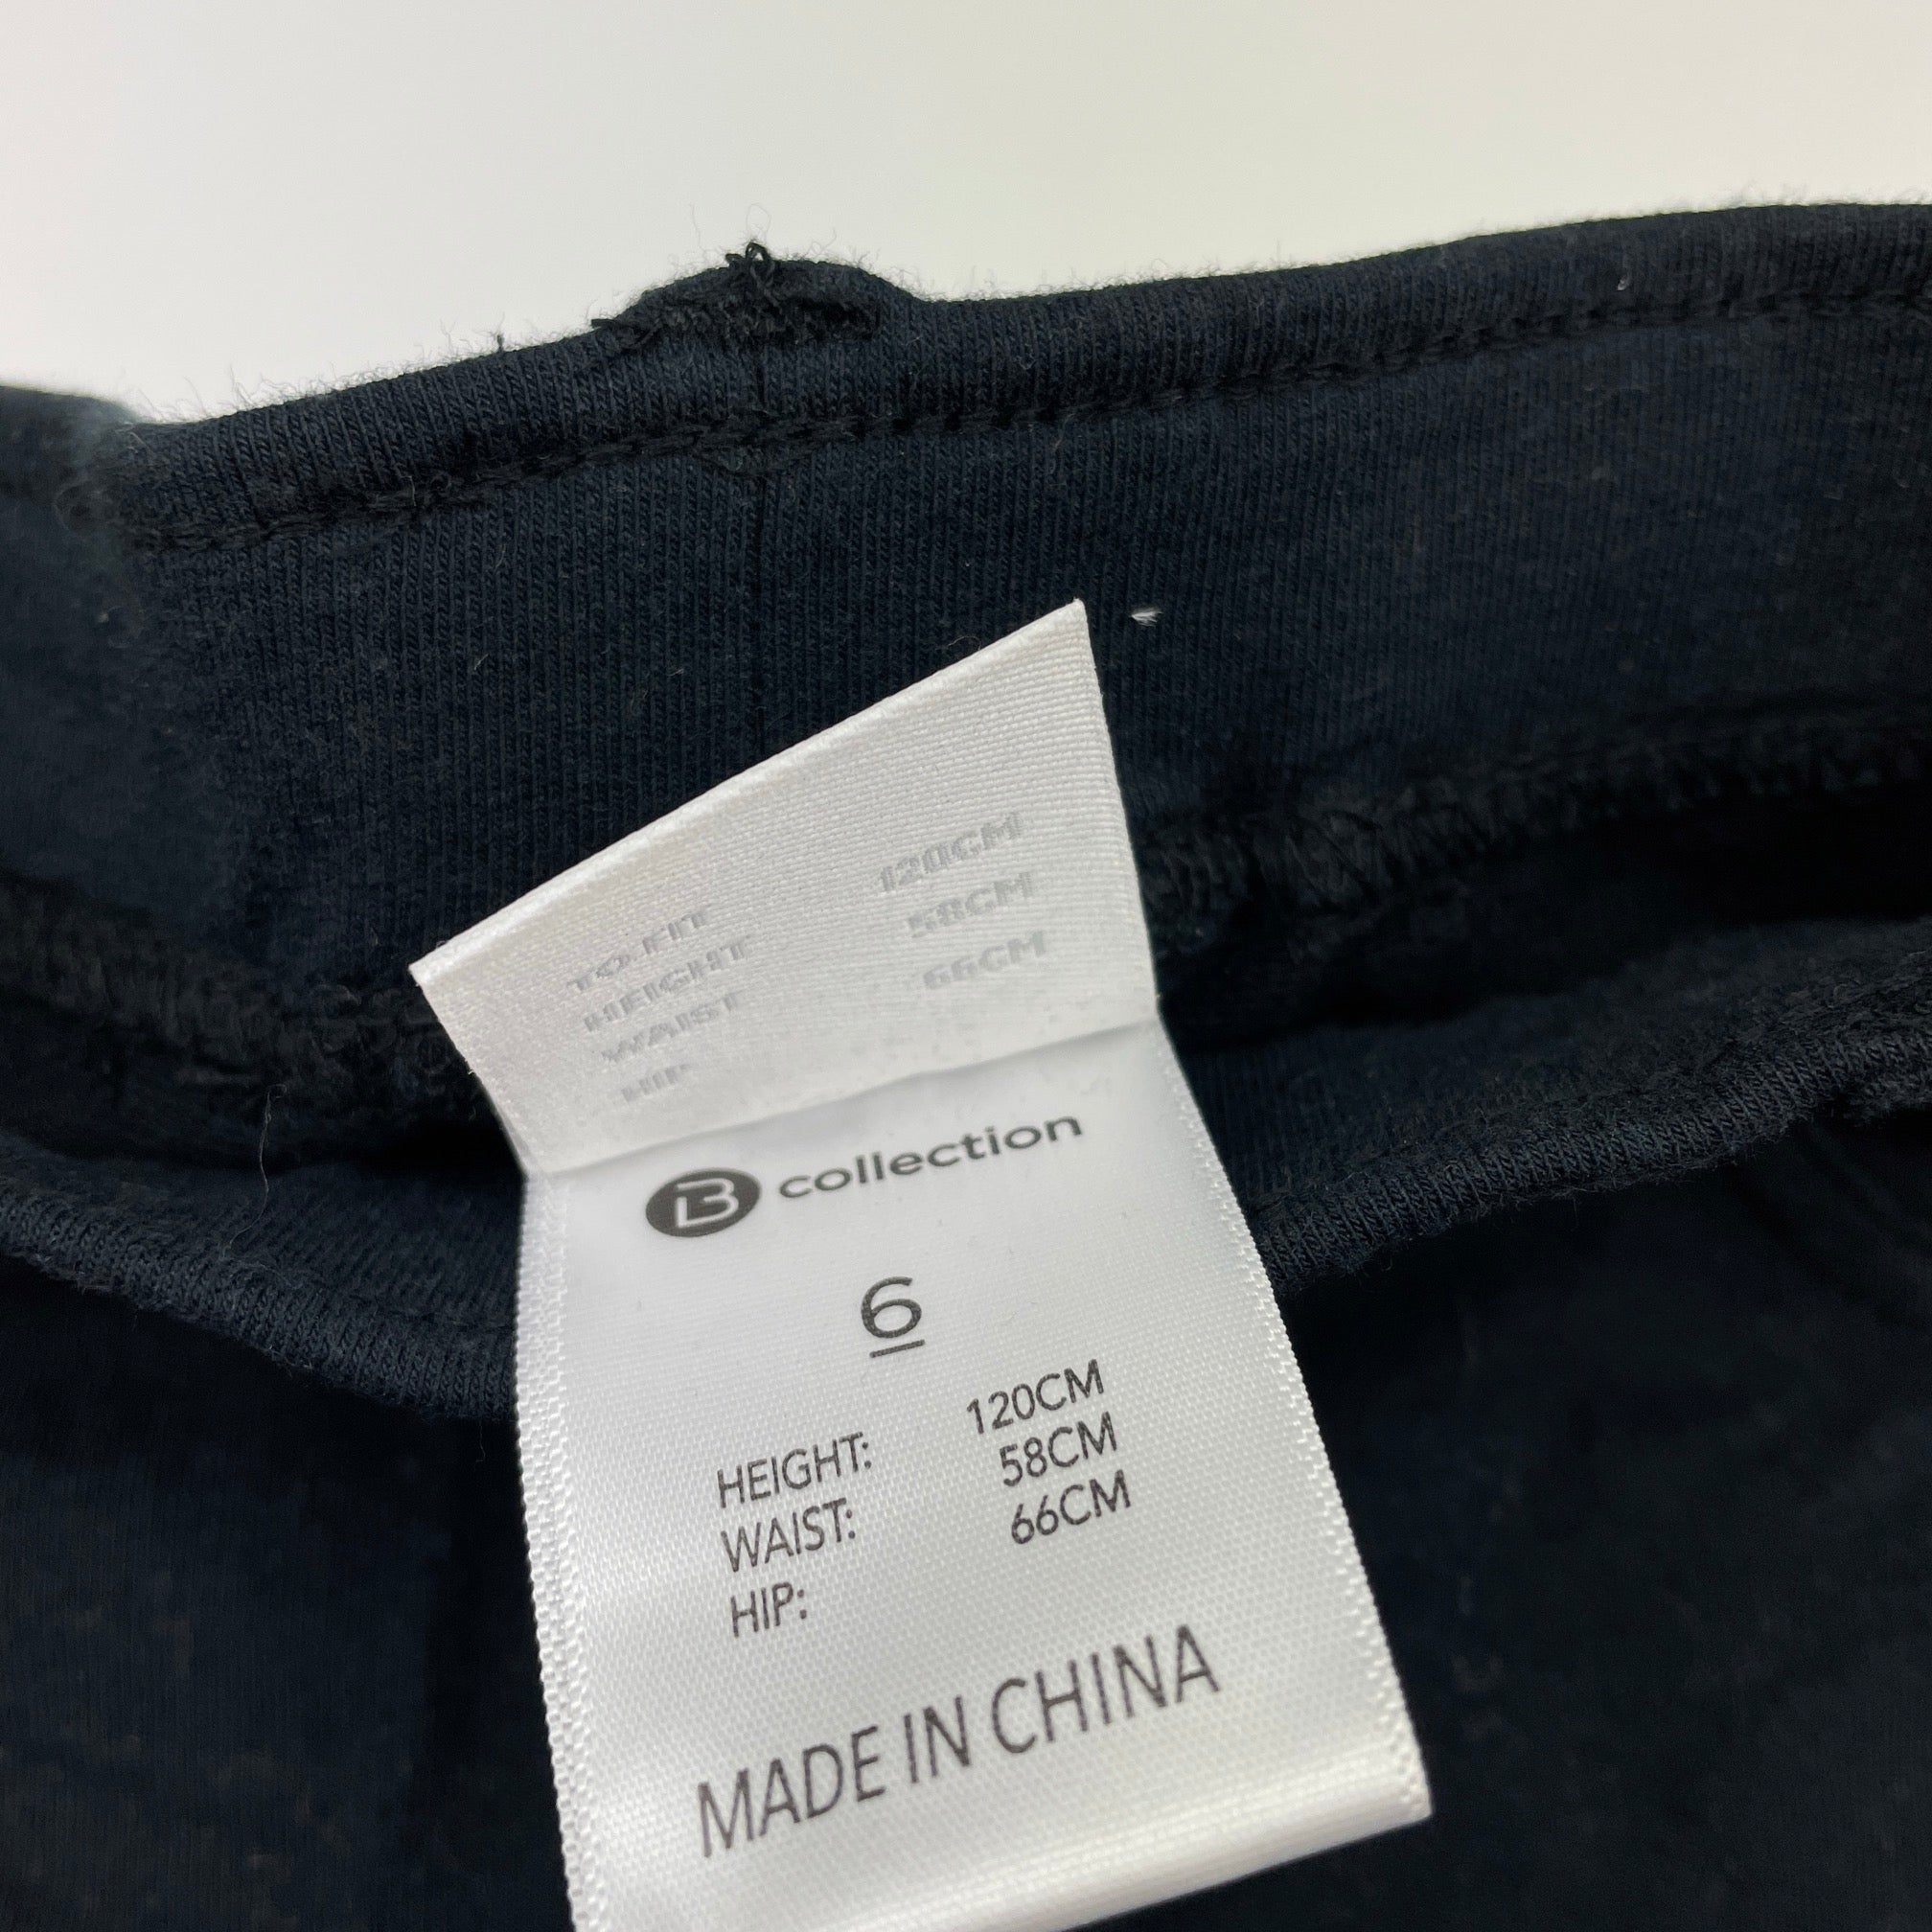 TO FIT
HEIGHT 120CM
WAIST 58CM
HIP 66CM
B collection
6
HEIGHT: 120CM
WAIST: 58CM
HIP: 66CM
MADE IN CHINA